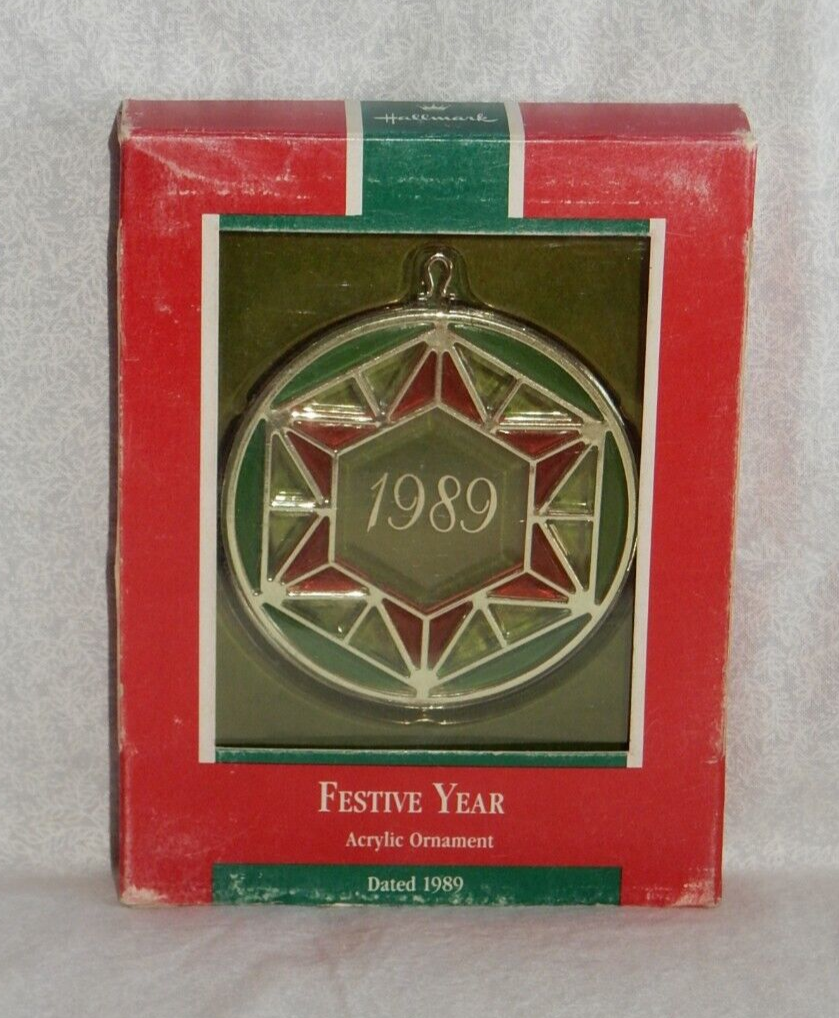 Hallmark
1989
FESTIVE YEAR
Acrylic Ornament
Dated 1989